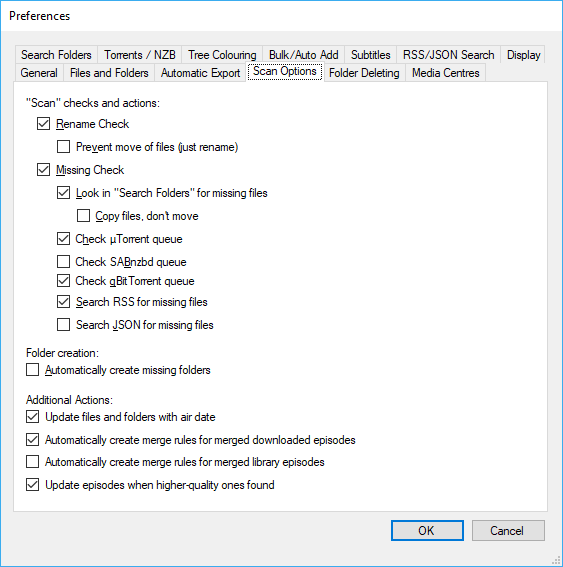 Preferences
Search Folders Torrents / NZB Tree Colouring Bulk/Auto Add Subtitles RSS/JSON Search Display
General Files and Folders Automatic Export Scan Options Folder Deleting Media Centres
"Scan" checks and actions:
Rename Check
Prevent move of files (just rename)
Missing Check
Look in "Search Folders" for missing files
Copy files, don't move
Check µTorrent queue
Check SABnzbd queue
Check qBitTorrent queue
Search RSS for missing files
Search JSON for missing files
Folder creation:
Automatically create missing folders
Additional Actions:
Update files and folders with air date
Automatically create merge rules for merged downloaded episodes
Automatically create merge rules for merged library episodes
Update episodes when higher-quality ones found
OK Cancel